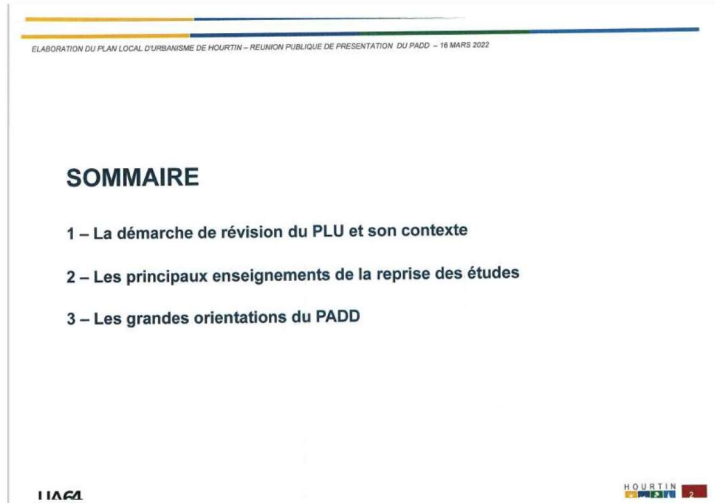 ELABORATION DU PLAN LOCAL D'URBANISME DE HOURTIN – REUNION PUBLIQUE DE PRESENTATION DU PADD – 16 MARS 2022
SOMMAIRE
1 – La démarche de révision du PLU et son contexte
2 – Les principaux enseignements de la reprise des études
3 – Les grandes orientations du PADD
UA64
HOURTIN
2